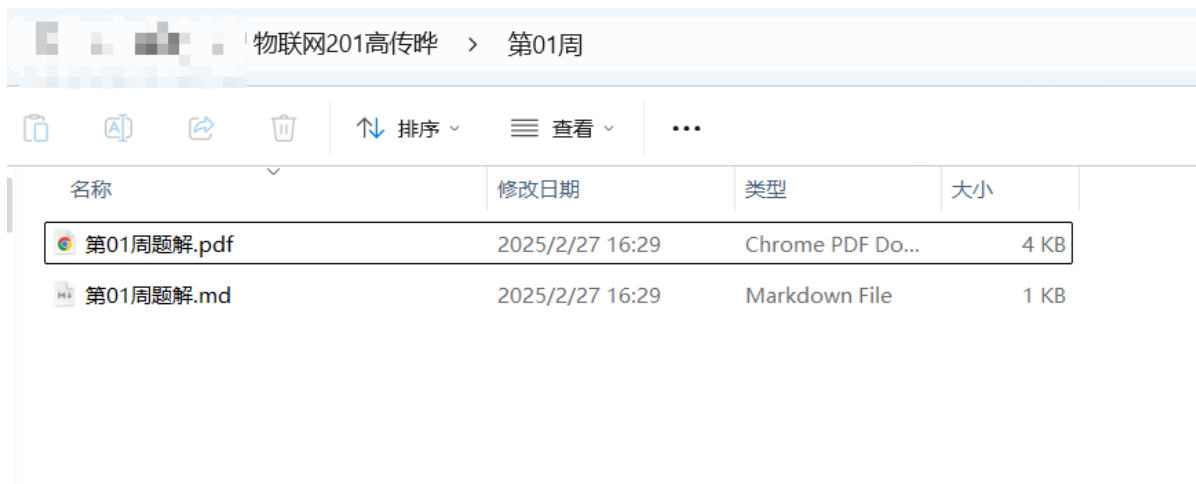 物联网201高传晔 > 第01周
排序 查看 ...
名称 修改日期 类型 大小
第01周题解.pdf 2025/2/27 16:29 Chrome PDF Do... 4 KB
第01周题解.md 2025/2/27 16:29 Markdown File 1 KB